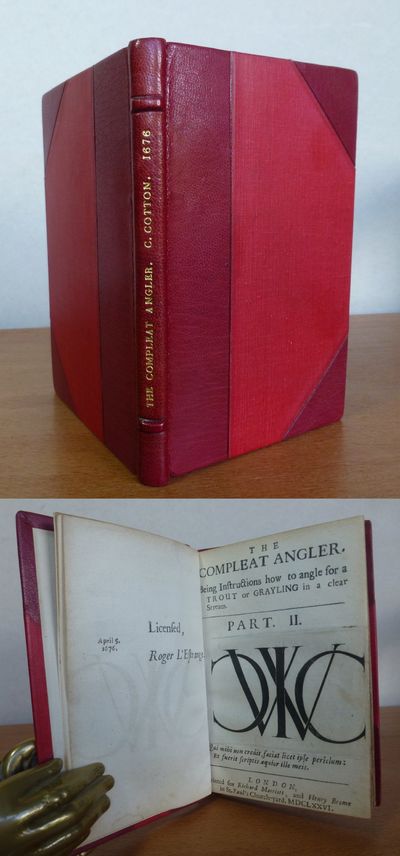 THE COMPLEAT ANGLER. C. COTTON. 1676
April 5.
1676.
Licenſed,
Roger L'Eſtrange.
THE
COMPLEAT ANGLER.
Being Inſtructions how to angle for a
TROUT or GRAYLING in a clear
Stream.
PART. II.
Qui mihi non credit, faciat licet ipſe periclum:
Et fuerit ſcriptis æquior ille meis.
LONDON,
Printed for Richard Marriott, and Henry Brome
in St. Paul's Church-yard, MDCLXXVI.